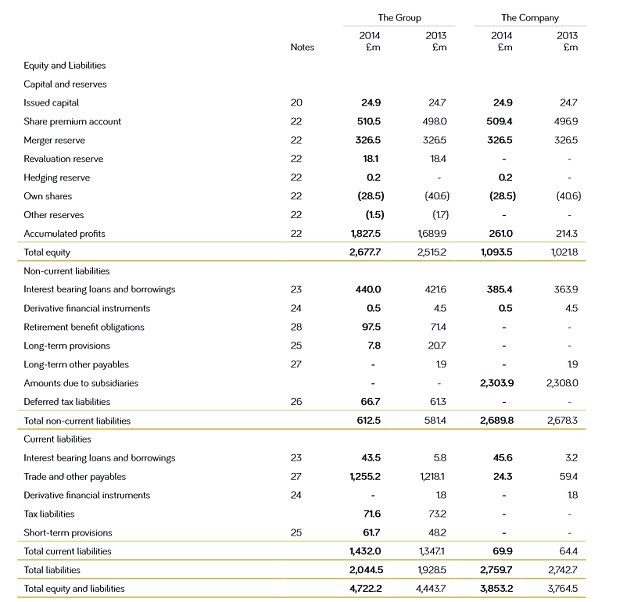 The Group The Company
2014 2013 2014 2013
Notes £m £m £m £m
Equity and Liabilities
Capital and reserves
Issued capital 20 24.9 24.7 24.9 24.7
Share premium account 22 510.5 498.0 509.4 496.9
Merger reserve 22 326.5 326.5 326.5 326.5
Revaluation reserve 22 18.1 18.4 - -
Hedging reserve 22 0.2 - 0.2 -
Own shares 22 (28.5) (40.6) (28.5) (40.6)
Other reserves 22 (1.5) (1.7) - -
Accumulated profits 22 1,827.5 1,689.9 261.0 214.3
Total equity 2,677.7 2,515.2 1,093.5 1,021.8
Non-current liabilities
Interest bearing loans and borrowings 23 440.0 421.6 385.4 363.9
Derivative financial instruments 24 0.5 4.5 0.5 4.5
Retirement benefit obligations 28 97.5 71.4 - -
Long-term provisions 25 7.8 20.7 - -
Long-term other payables 27 - 1.9 - 1.9
Amounts due to subsidiaries - - 2,303.9 2,308.0
Deferred tax liabilities 26 66.7 61.3 - -
Total non-current liabilities 612.5 581.4 2,689.8 2,678.3
Current liabilities
Interest bearing loans and borrowings 23 43.5 5.8 45.6 3.2
Trade and other payables 27 1,255.2 1,218.1 24.3 59.4
Derivative financial instruments 24 - 1.8 - 1.8
Tax liabilities 71.6 73.2 - -
Short-term provisions 25 61.7 48.2 - -
Total current liabilities 1,432.0 1,347.1 69.9 64.4
Total liabilities 2,044.5 1,928.5 2,759.7 2,742.7
Total equity and liabilities 4,722.2 4,443.7 3,853.2 3,764.5